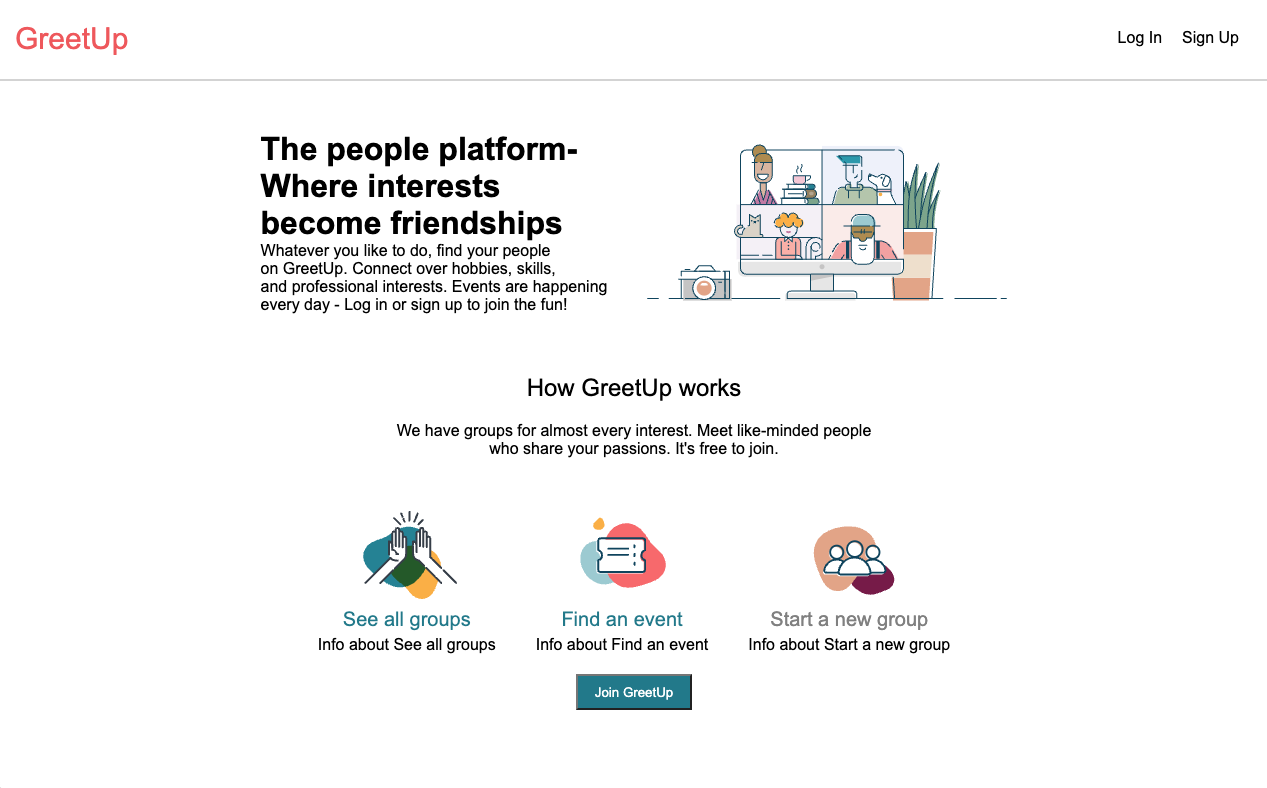 GreetUp
Log In Sign Up
The people platform-
Where interests
become friendships
Whatever you like to do, find your people
on GreetUp. Connect over hobbies, skills,
and professional interests. Events are happening
every day - Log in or sign up to join the fun!
How GreetUp works
We have groups for almost every interest. Meet like-minded people
who share your passions. It's free to join.
See all groups
Info about See all groups
Find an event
Info about Find an event
Start a new group
Info about Start a new group
Join GreetUp